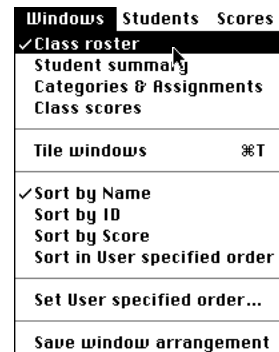 Windows Students Scores
✓Class roster
Student summary
Categories & Assignments
Class scores
Tile windows ⌘T
✓Sort by Name
Sort by ID
Sort by Score
Sort in User specified order
Set User specified order...
Save window arrangement